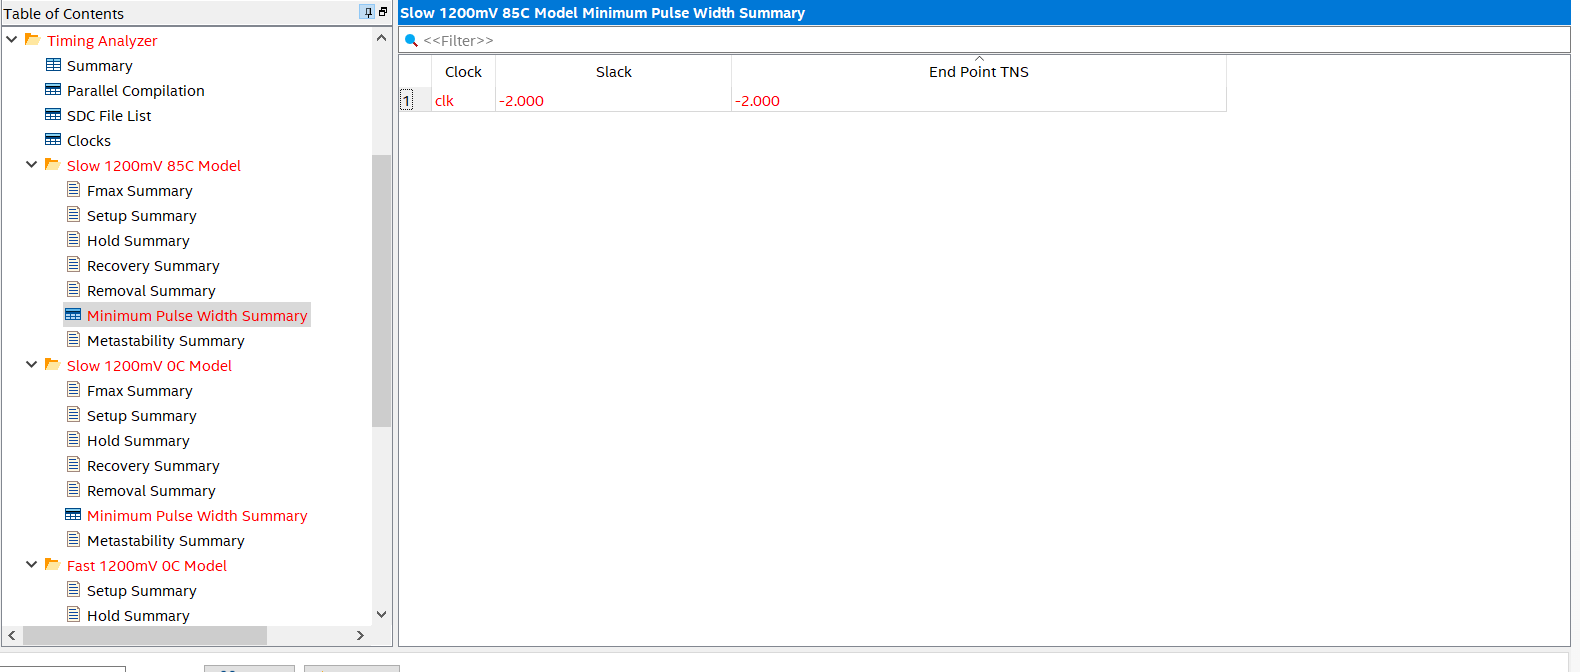 Table of Contents
Timing Analyzer
Summary
Parallel Compilation
SDC File List
Clocks
Slow 1200mV 85C Model
Fmax Summary
Setup Summary
Hold Summary
Recovery Summary
Removal Summary
Minimum Pulse Width Summary
Metastability Summary
Slow 1200mV 0C Model
Fmax Summary
Setup Summary
Hold Summary
Recovery Summary
Removal Summary
Minimum Pulse Width Summary
Metastability Summary
Fast 1200mV 0C Model
Setup Summary
Hold Summary
Slow 1200mV 85C Model Minimum Pulse Width Summary
<<Filter>>
Clock Slack End Point TNS
1 clk -2.000 -2.000